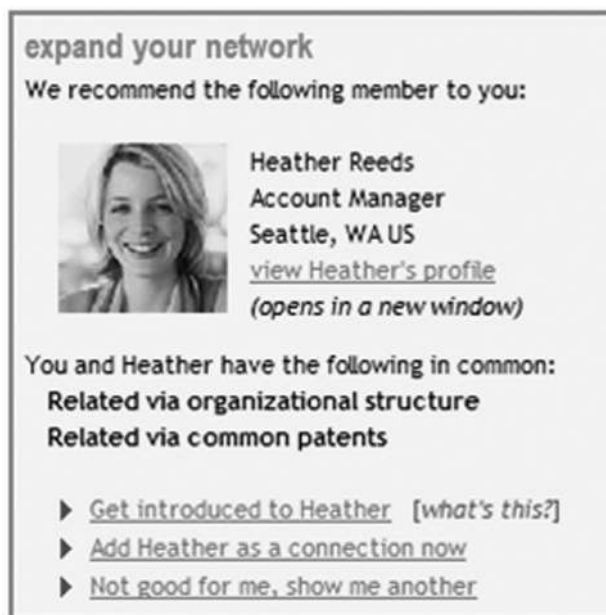 expand your network
We recommend the following member to you:
Heather Reeds
Account Manager
Seattle, WA US
view Heather's profile
(opens in a new window)
You and Heather have the following in common:
Related via organizational structure
Related via common patents
Get introduced to Heather [what's this?]
Add Heather as a connection now
Not good for me, show me another